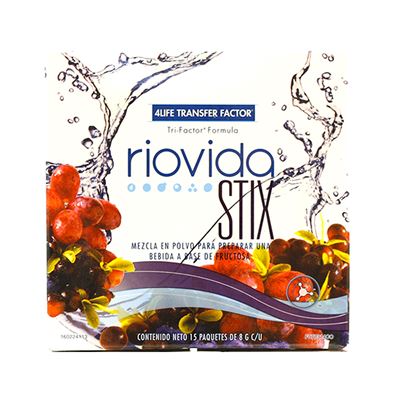 4LIFE TRANSFER FACTOR®
Tri-Factor® Formula
riovida
STIX
MEZCLA EN POLVO PARA PREPARAR UNA
BEBIDA A BASE DE FRUCTOSA
CONTENIDO NETO 15 PAQUETES DE 8 G C/U